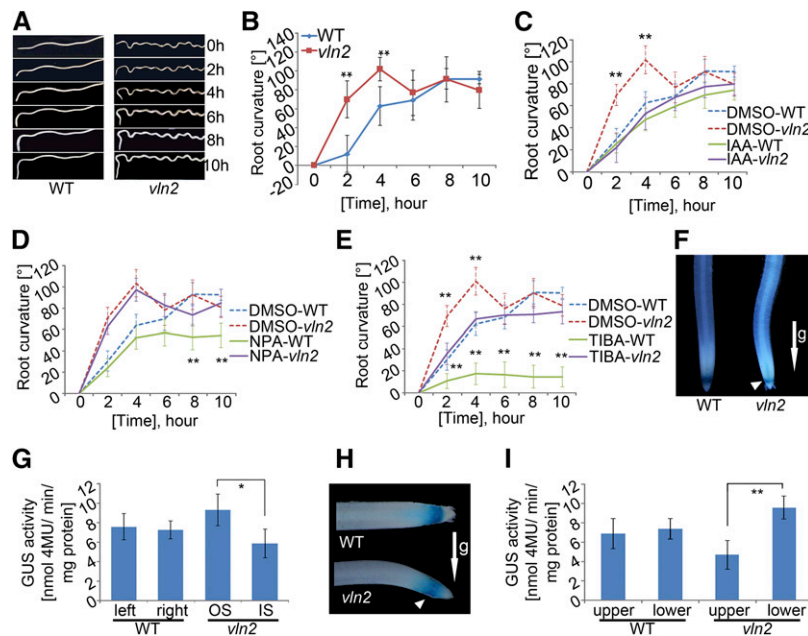 A
0h
2h
4h
6h
8h
10h
WT
vln2
B
Root curvature [°]
120
100
80
60
40
20
0
-20
WT
vln2
**
**
0 2 4 6 8 10
[Time], hour
C
Root curvature [°]
120
100
80
60
40
20
0
**
**
DMSO-WT
DMSO-vln2
IAA-WT
IAA-vln2
0 2 4 6 8 10
[Time], hour
D
Root curvature [°]
120
100
80
60
40
20
0
DMSO-WT
DMSO-vln2
NPA-WT
NPA-vln2
** **
0 2 4 6 8 10
[Time], hour
E
Root curvature [°]
120
100
80
60
40
20
0
**
**
DMSO-WT
DMSO-vln2
TIBA-WT
TIBA-vln2
** ** ** ** **
0 2 4 6 8 10
[Time], hour
F
g
WT
vln2
G
GUS activity
[nmol 4MU/ min/
mg protein]
12
10
8
6
4
2
0
*
left right OS IS
WT vln2
H
WT
g
vln2
I
GUS activity
[nmol 4MU/ min/
mg protein]
12
10
8
6
4
2
0
**
upper lower upper lower
WT vln2